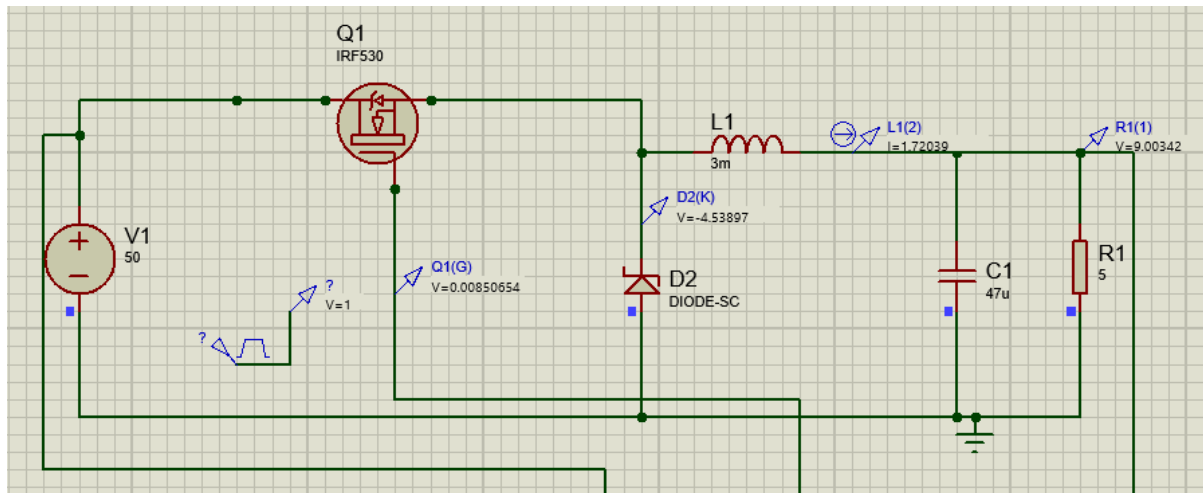 Q1
IRF530
L1
3m
L1(2)
I=1.72039
R1(1)
V=9.00342
D2(K)
V=-4.53897
V1
50
+
−
Q1(G)
V=0.00850654
?
V=1
?
D2
DIODE-SC
C1
47u
R1
5